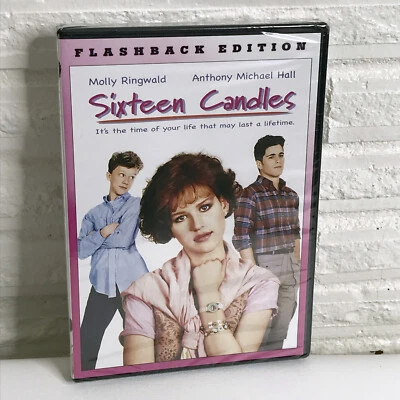 FLASHBACK EDITION
Molly Ringwald Anthony Michael Hall
Sixteen Candles
It's the time of your life that may last a lifetime.